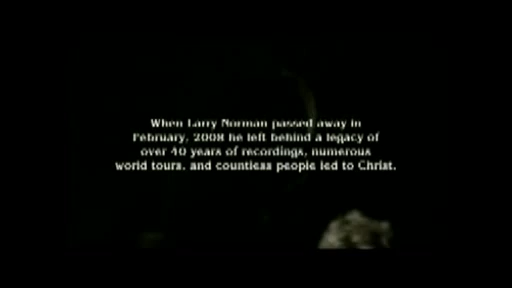 When Larry Norman passed away in
February, 2008 he left behind a legacy of
over 40 years of recordings, numerous
world tours, and countless people led to Christ.